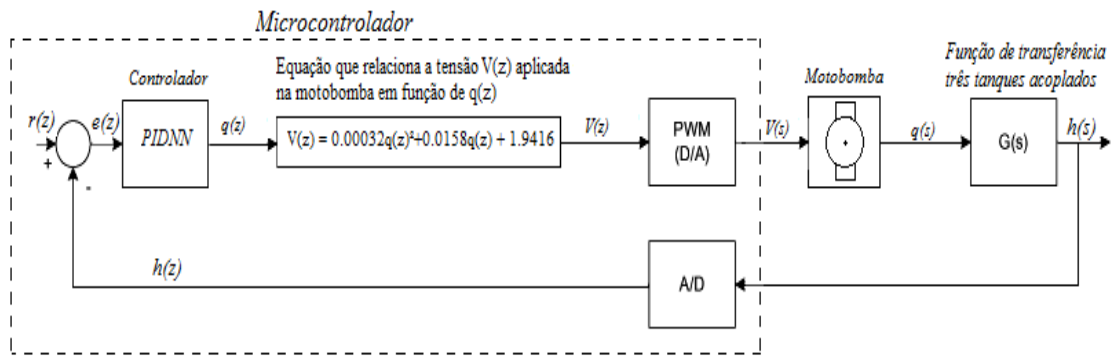 Microcontrolador
Função de transferência
três tanques acoplados
Controlador
Equação que relaciona a tensão V(z) aplicada
na motobomba em função de q(z)
Motobomba
r(z)
e(z)
PIDNN
q(z)
V(z) = 0.00032q(z)²+0.0158q(z) + 1.9416
V(z)
PWM
(D/A)
V(s)
q(s)
G(s)
h(s)
+
-
h(z)
A/D